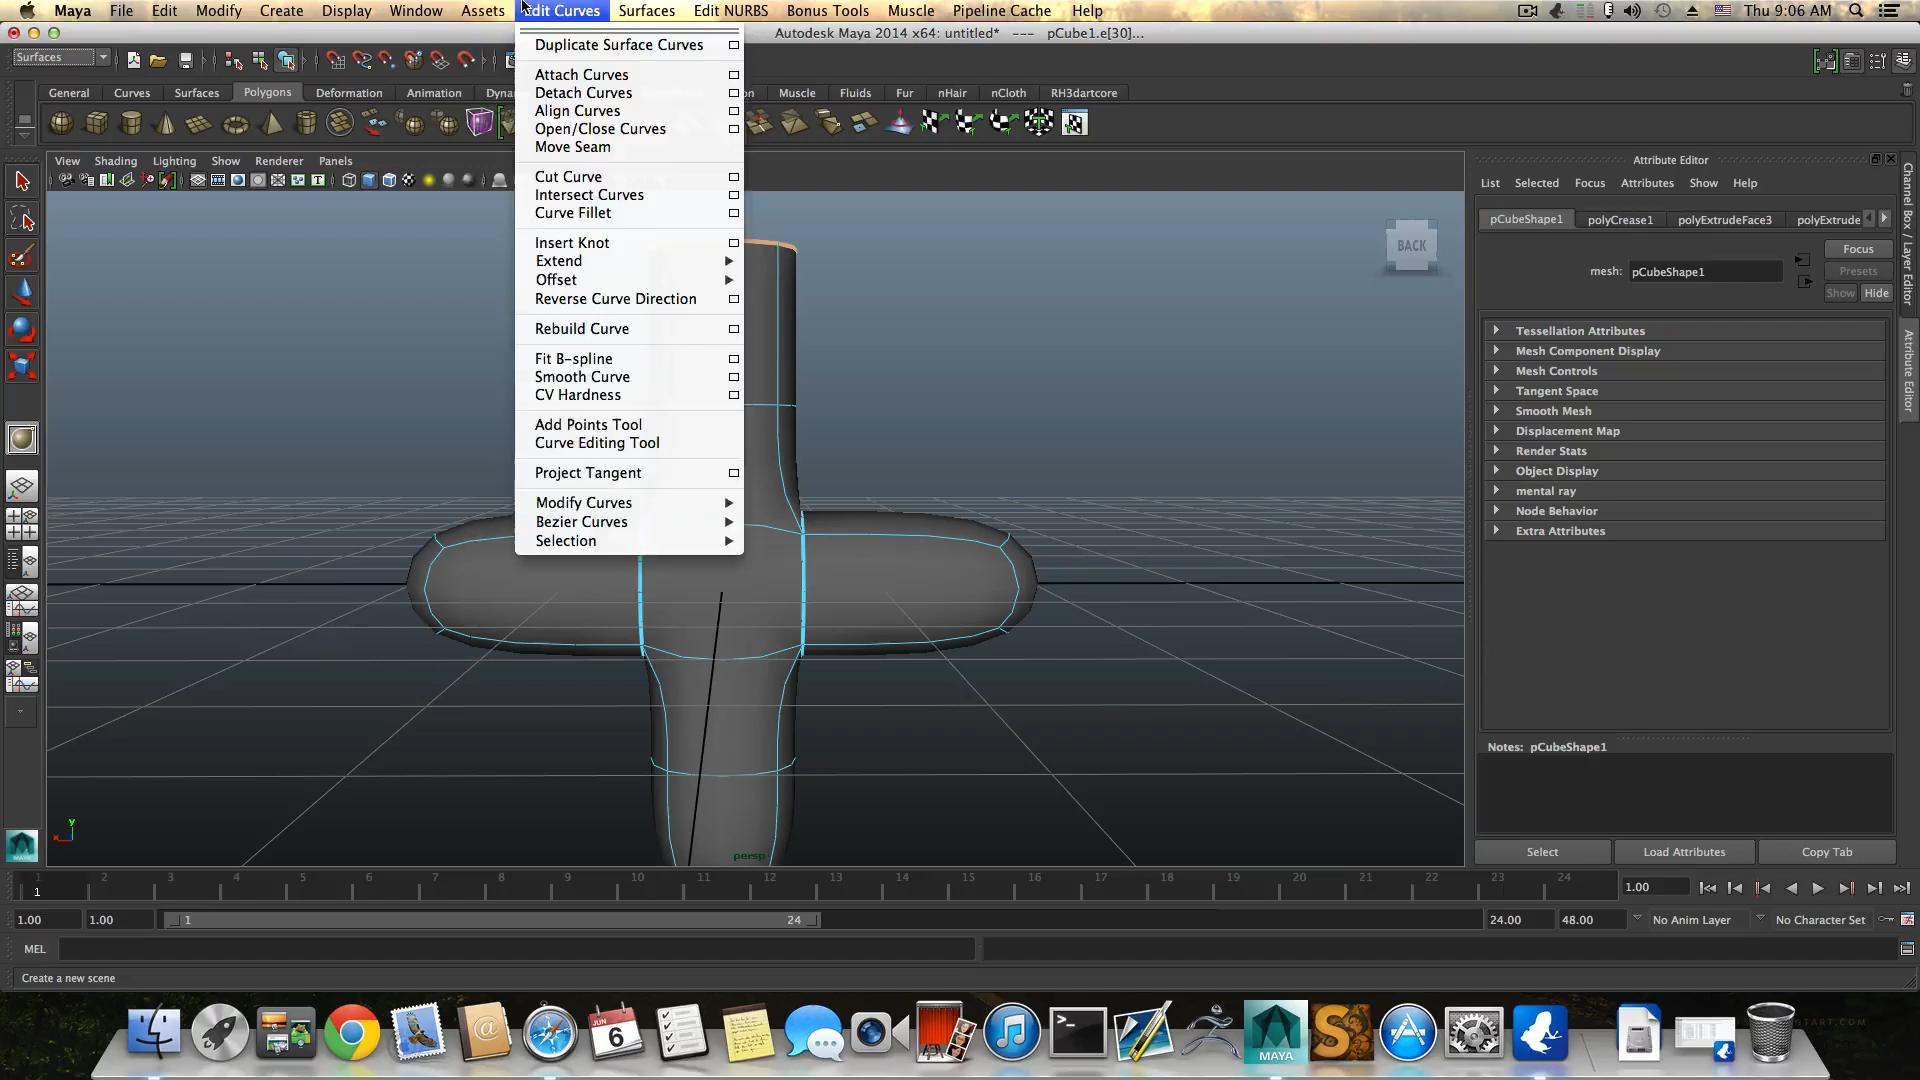 Maya File Edit Modify Create Display Window Assets Edit Curves Surfaces Edit NURBS Bonus Tools Muscle Pipeline Cache Help Thu 9:06 AM
Autodesk Maya 2014 x64: untitled* --- pCube1.e[30]...
Surfaces
General Curves Surfaces Polygons Deformation Animation Muscle Fluids Fur nHair nCloth RH3dartcore
View Shading Lighting Show Renderer Panels
Duplicate Surface Curves
Attach Curves
Detach Curves
Align Curves
Open/Close Curves
Move Seam
Cut Curve
Intersect Curves
Curve Fillet
Insert Knot
Extend
Offset
Reverse Curve Direction
Rebuild Curve
Fit B-spline
Smooth Curve
CV Hardness
Add Points Tool
Curve Editing Tool
Project Tangent
Modify Curves
Bezier Curves
Selection
BACK
y
x
persp
Attribute Editor
List Selected Focus Attributes Show Help
pCubeShape1 polyCrease1 polyExtrudeFace3 polyExtrude
Focus
mesh: pCubeShape1 Presets
Show Hide
Tessellation Attributes
Mesh Component Display
Mesh Controls
Tangent Space
Smooth Mesh
Displacement Map
Render Stats
Object Display
mental ray
Node Behavior
Extra Attributes
Notes: pCubeShape1
Select Load Attributes Copy Tab
Channel Box / Layer Editor
Attribute Editor
1 2 3 4 5 6 7 8 9 10 11 12 13 14 15 16 17 18 19 20 21 22 23 24
1 1.00
1.00 1.00 1 24 24.00 48.00 No Anim Layer No Character Set
MEL
Create a new scene
JUN
6
MAYA